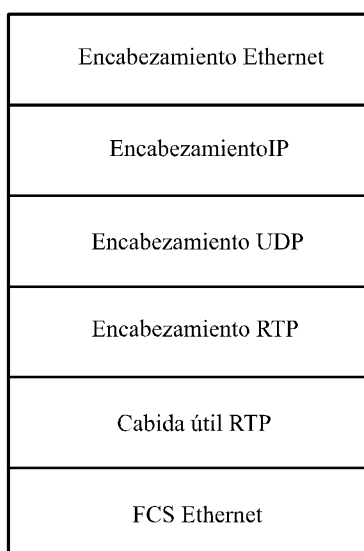 Encabezamiento Ethernet
EncabezamientoIP
Encabezamiento UDP
Encabezamiento RTP
Cabida útil RTP
FCS Ethernet